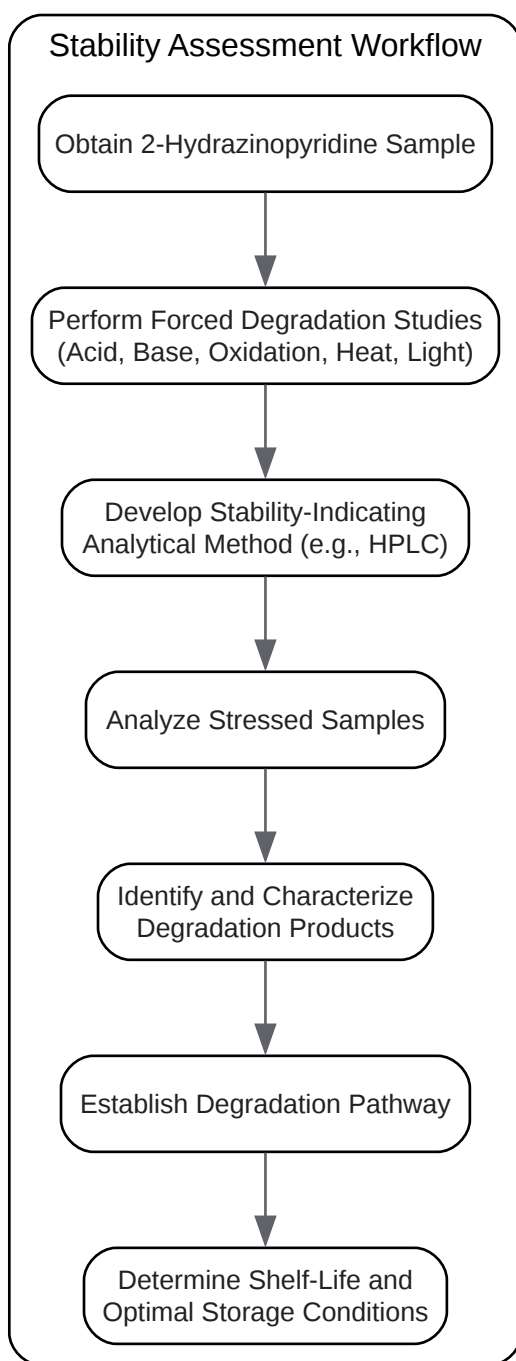 Stability Assessment Workflow
Obtain 2-Hydrazinopyridine Sample
Perform Forced Degradation Studies
(Acid, Base, Oxidation, Heat, Light)
Develop Stability-Indicating
Analytical Method (e.g., HPLC)
Analyze Stressed Samples
Identify and Characterize
Degradation Products
Establish Degradation Pathway
Determine Shelf-Life and
Optimal Storage Conditions